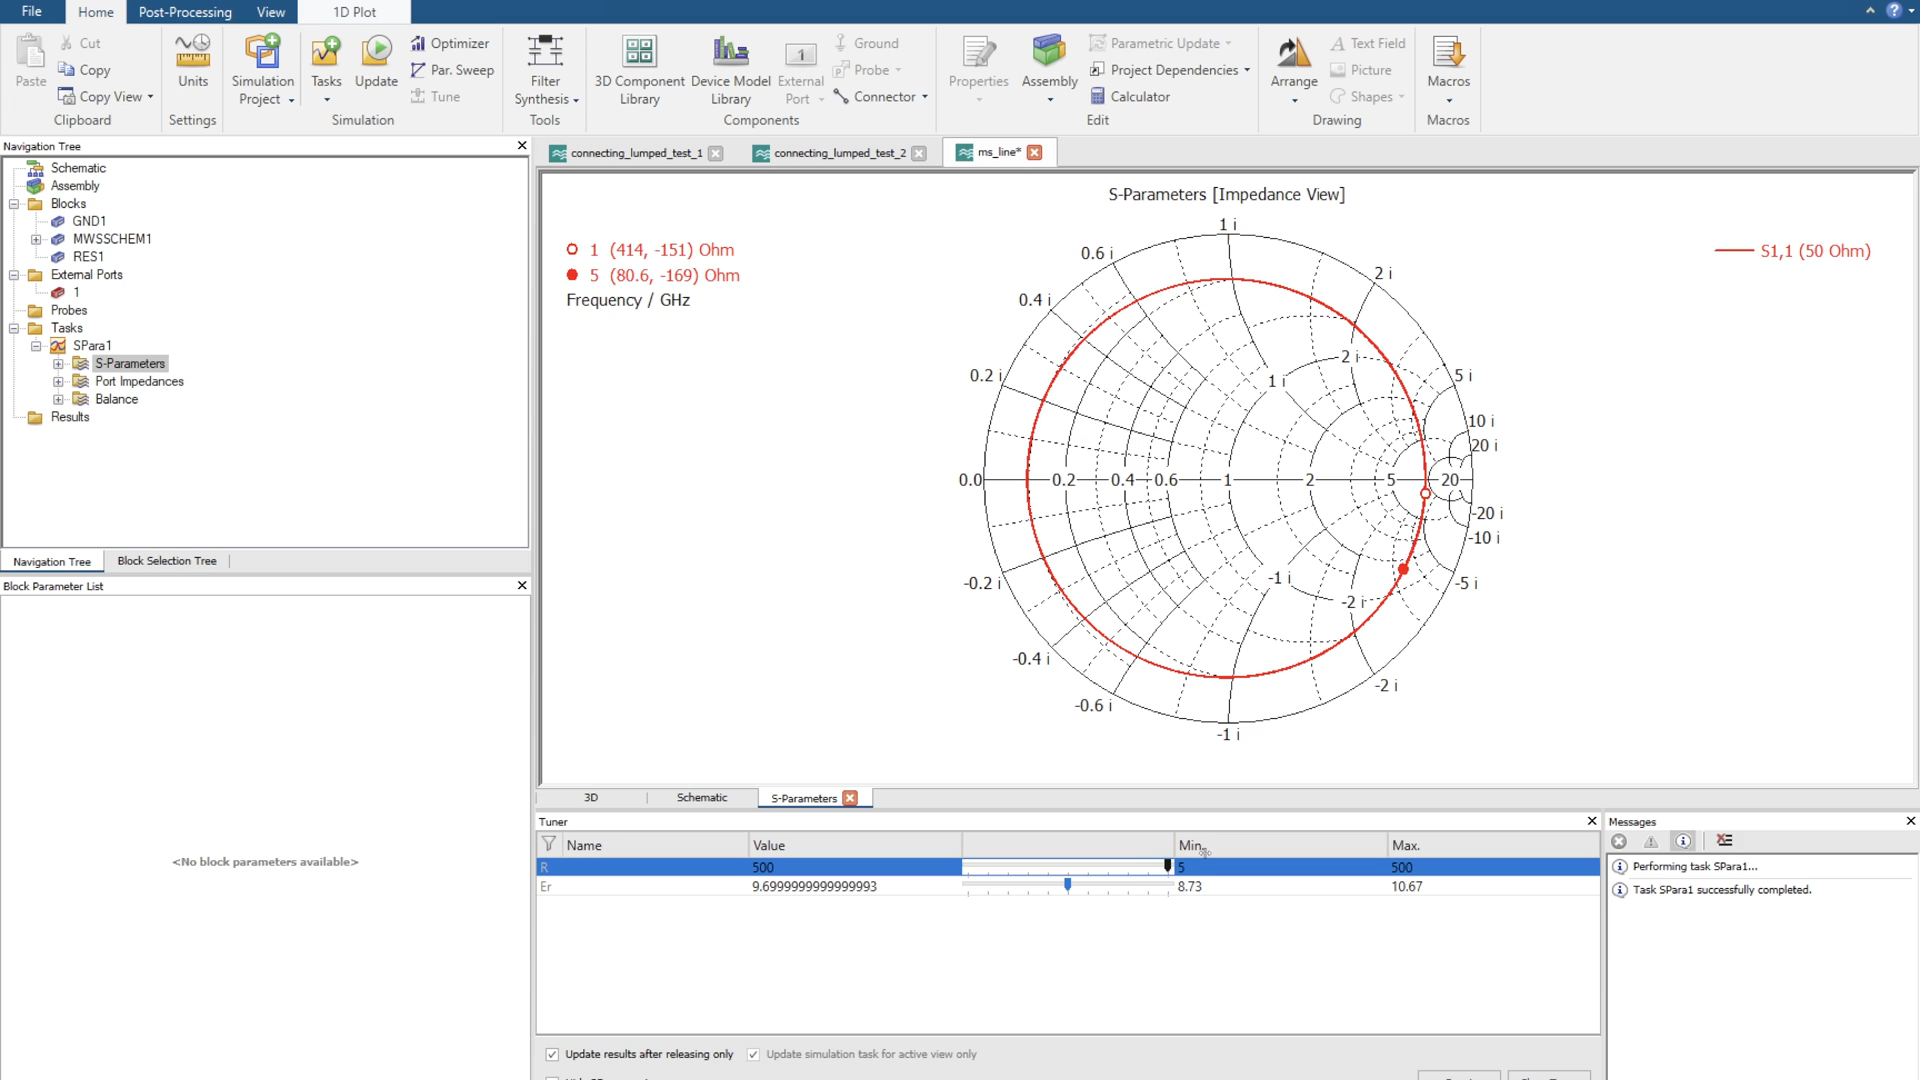 File
Home
Post-Processing
View
1D Plot
Paste
Cut
Copy
Copy View
Clipboard
Units
Settings
Simulation
Project
Tasks
Update
Optimizer
Par. Sweep
Tune
Simulation
Filter
Synthesis
Tools
3D Component
Library
Device Model
Library
1
External
Port
Ground
Probe
Connector
Components
Properties
Assembly
Parametric Update
Project Dependencies
Calculator
Edit
Arrange
A Text Field
Picture
Shapes
Drawing
Macros
Macros
Navigation Tree
Schematic
Assembly
Blocks
GND1
MWSSCHEM1
RES1
External Ports
1
Probes
Tasks
SPara1
S-Parameters
Port Impedances
Balance
Results
Navigation Tree
Block Selection Tree
Block Parameter List
<No block parameters available>
connecting_lumped_test_1
connecting_lumped_test_2
ms_line*
S-Parameters [Impedance View]
1 (414, -151) Ohm
5 (80.6, -169) Ohm
Frequency / GHz
S1,1 (50 Ohm)
1 i
0.6 i
2 i
0.4 i
2 i
0.2 i
1 i
5 i
10 i
20 i
0.0
0.2
0.4
0.6
1
2
5
20
-20 i
-10 i
-0.2 i
-1 i
-5 i
-2 i
-0.4 i
-2 i
-0.6 i
-1 i
3D
Schematic
S-Parameters
Tuner
Name
Value
Min.
Max.
R
500
5
500
Er
9.6999999999999993
8.73
10.67
Update results after releasing only
Update simulation task for active view only
Messages
Performing task SPara1...
Task SPara1 successfully completed.